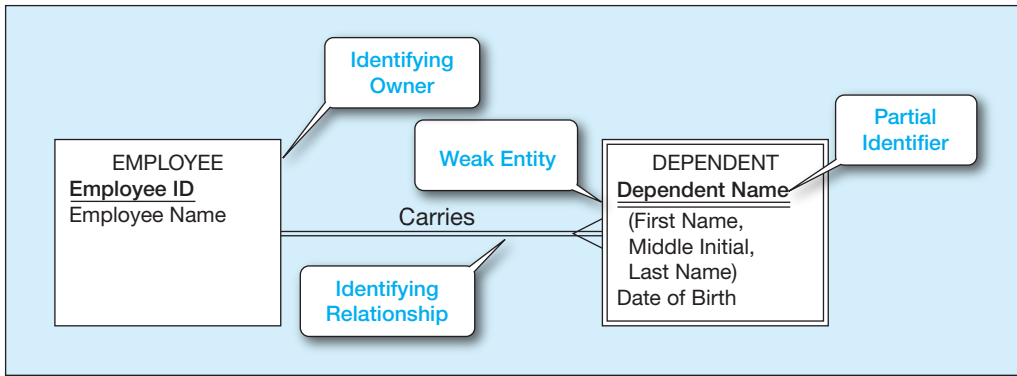 Identifying
Owner
Partial
Identifier
Weak Entity
EMPLOYEE
Employee ID
Employee Name
Carries
DEPENDENT
Dependent Name
(First Name,
Middle Initial,
Last Name)
Date of Birth
Identifying
Relationship